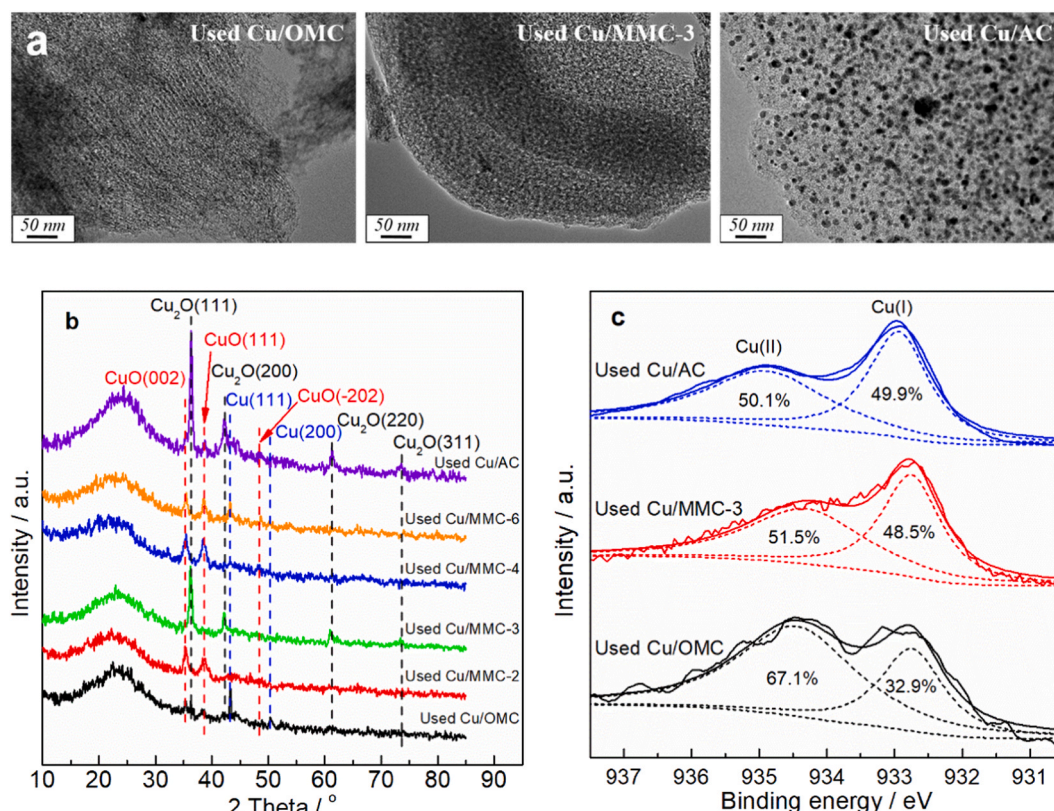 a
Used Cu/OMC
50 nm
Used Cu/MMC-3
50 nm
Used Cu/AC
50 nm
b
Cu₂O(111)
CuO(111)
Cu₂O(200)
CuO(002)
Cu(111)
CuO(-202)
Cu₂O(220)
Cu(200)
Cu₂O(311)
Used Cu/AC
Used Cu/MMC-6
Used Cu/MMC-4
Used Cu/MMC-3
Used Cu/MMC-2
Used Cu/OMC
Intensity / a.u.
10 20 30 40 50 60 70 80 90
2 Theta / °
c
Cu(I)
Cu(II)
Used Cu/AC
50.1%
49.9%
Used Cu/MMC-3
51.5%
48.5%
Used Cu/OMC
67.1%
32.9%
Intensity / a.u.
937 936 935 934 933 932 931
Binding energy / eV